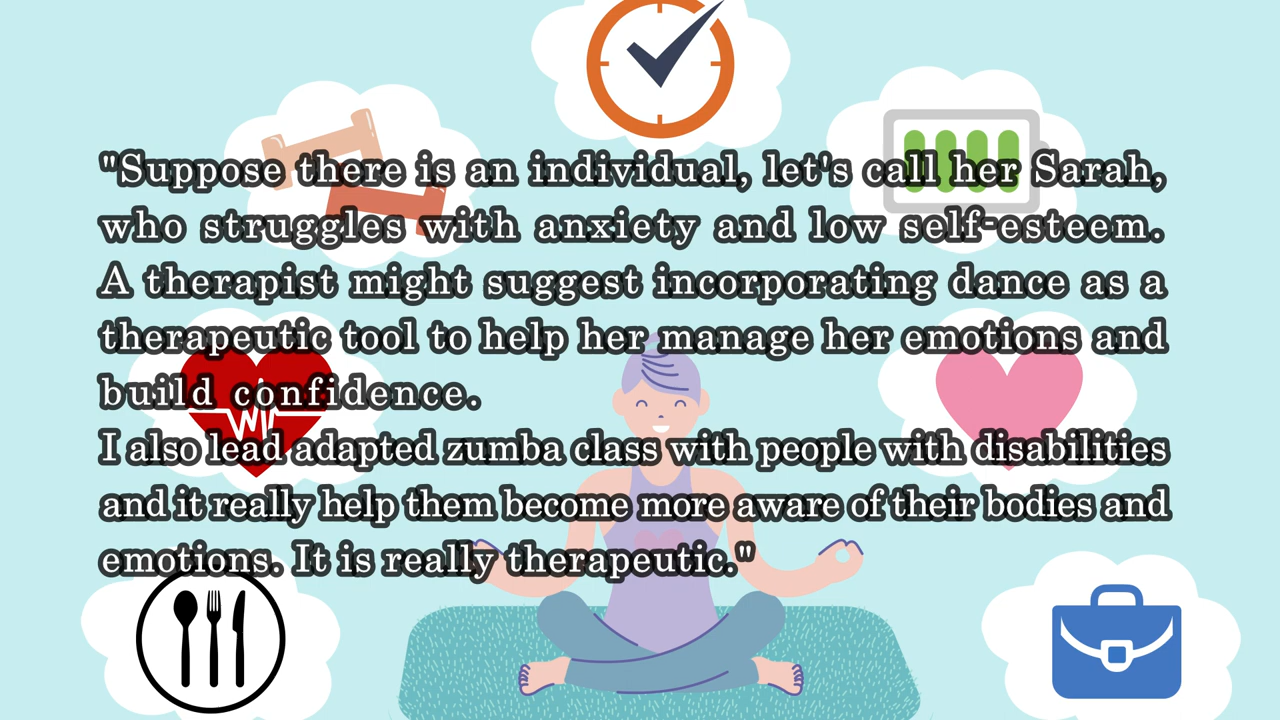 "Suppose there is an individual, let's call her Sarah,
who struggles with anxiety and low self-esteem.
A therapist might suggest incorporating dance as a
therapeutic tool to help her manage her emotions and
build confidence.
I also lead adapted zumba class with people with disabilities
and it really help them become more aware of their bodies and
emotions. It is really therapeutic."